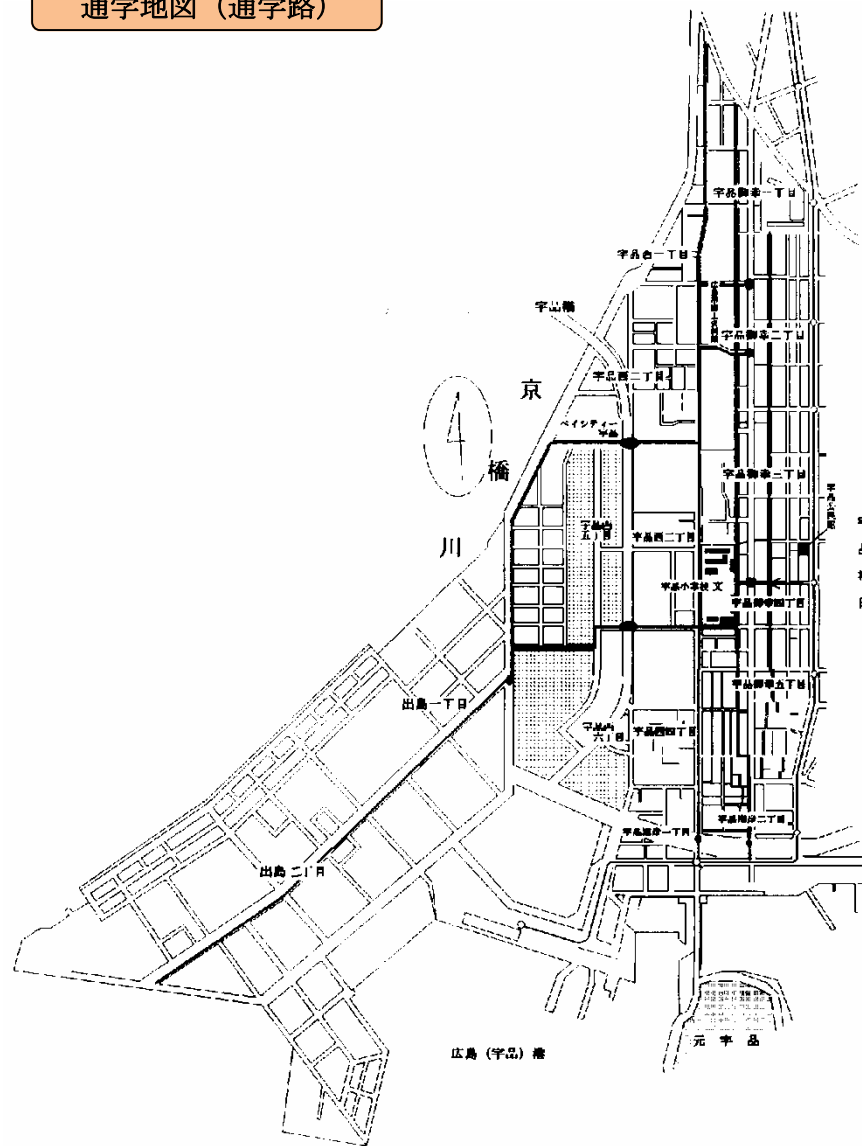 通学地図（通学路）
宇品御幸一丁目
宇品西一丁目
宇品橋
宇品御幸二丁目
宇品西二丁目
京
橋
川
ベイシティー
宇品
宇品御幸三丁目
宇品西
五丁目
宇品西二丁目
宇品小学校 文
宇品御幸四丁目
宇品御幸五丁目
出島一丁目
宇品西
六丁目
宇品西四丁目
宇品海岸一丁目
宇品海岸二丁目
出島二丁目
元宇品
広島（宇品）港